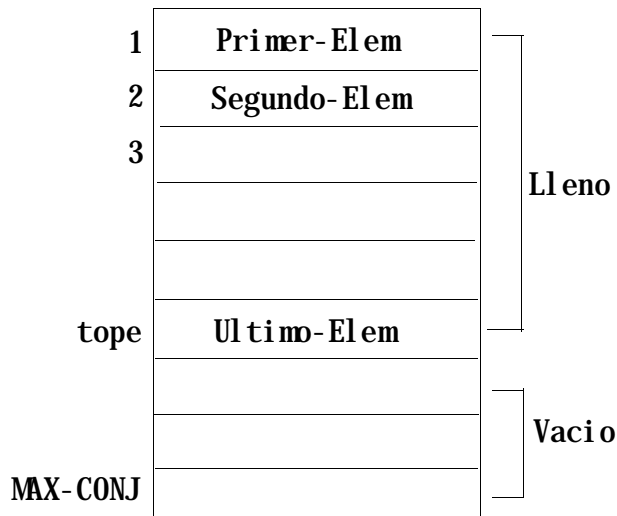 1 Primer-Elem
2 Segundo-Elem
3
Lleno
tope Ultimo-Elem
Vacio
MAX-CONJ